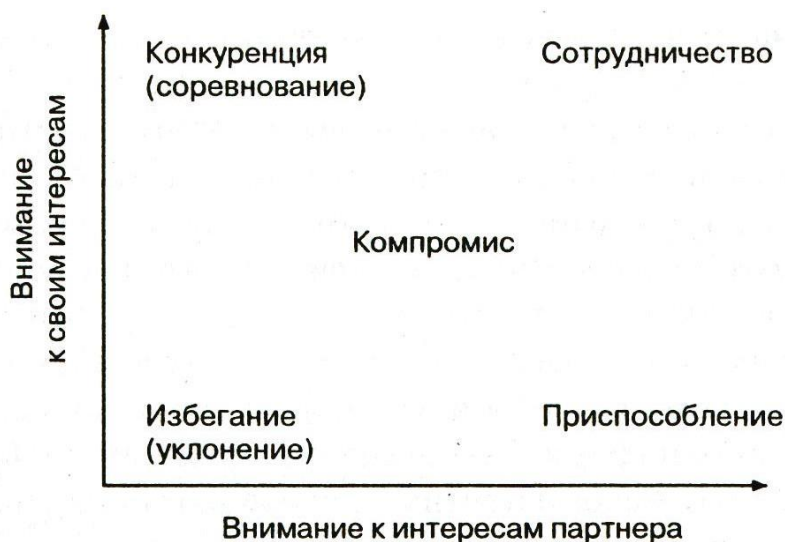 Внимание
к своим интересам
Конкуренция
(соревнование)
Сотрудничество
Компромис
Избегание
(уклонение)
Приспособление
Внимание к интересам партнера